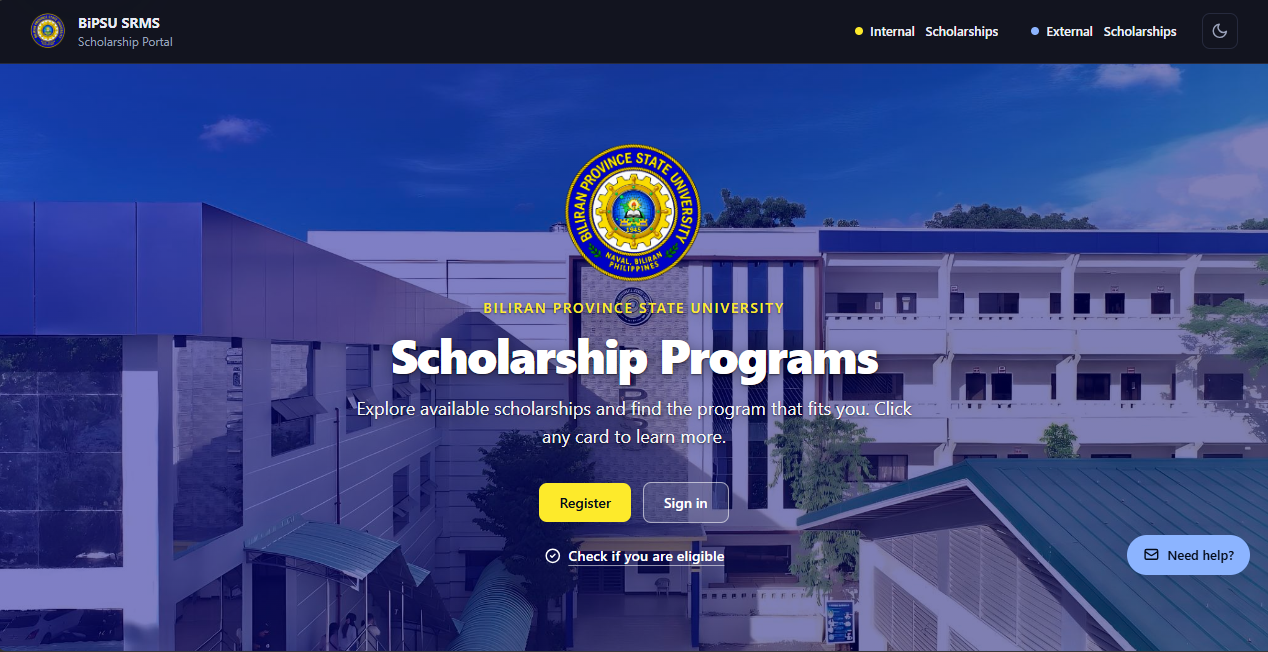 BiPSU SRMS
Scholarship Portal
Internal Scholarships
External Scholarships
BILIRAN PROVINCE STATE UNIVERSITY
1945
NAVAL, BILIRAN
PHILIPPINES
BILIRAN PROVINCE STATE UNIVERSITY
Scholarship Programs
Explore available scholarships and find the program that fits you. Click
any card to learn more.
Register
Sign in
Check if you are eligible
Need help?